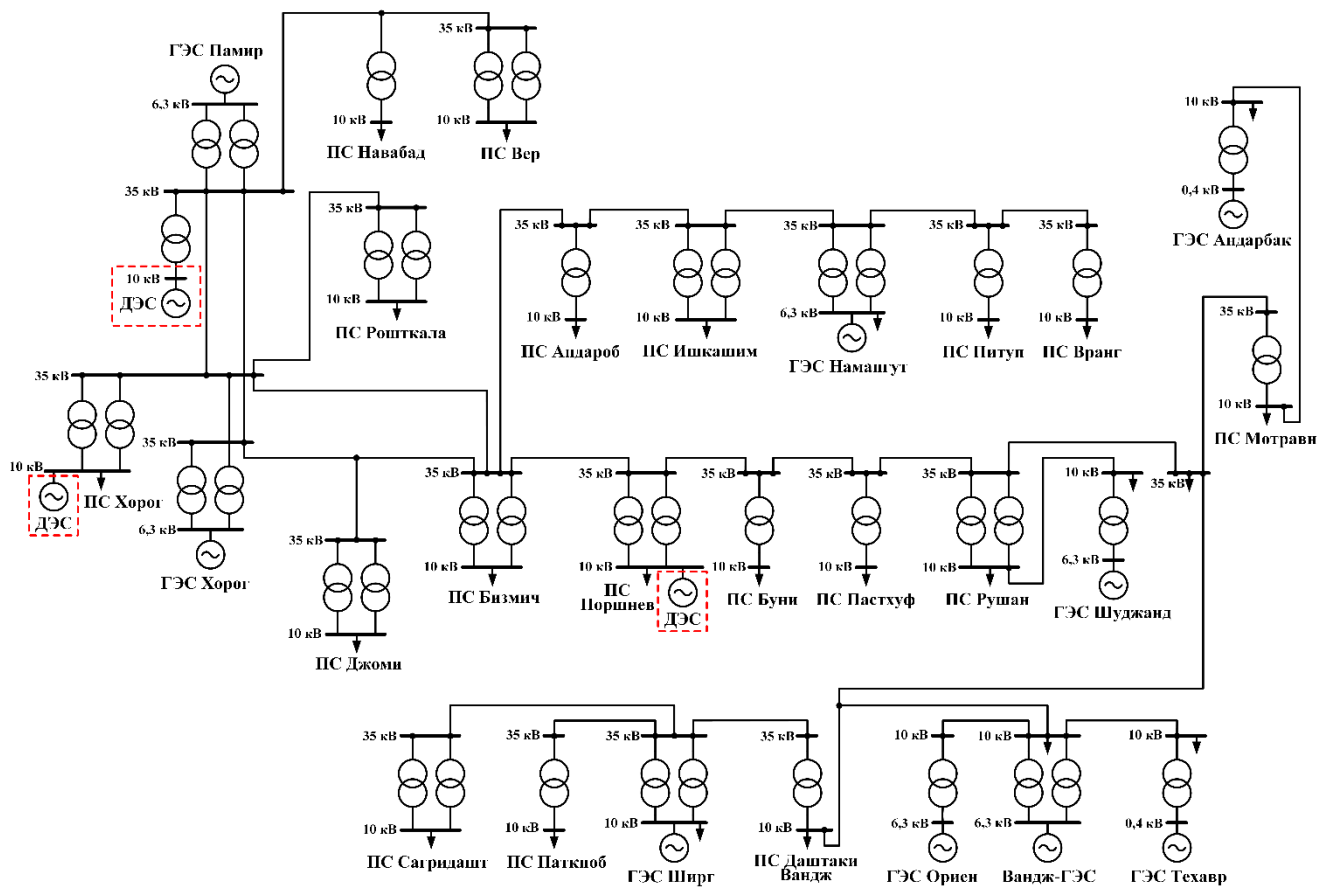 35 кВ
ГЭС Памир
6,3 кВ
10 кВ
10 кВ
ПС Навабад
ПС Вер
10 кВ
0,4 кВ
ГЭС Андарбак
35 кВ
35 кВ
35 кВ
35 кВ
35 кВ
35 кВ
35 кВ
10 кВ
ДЭС
10 кВ
ПС Рошткала
10 кВ
10 кВ
6,3 кВ
10 кВ
10 кВ
ПС Андароб
ПС Ишкашим
ГЭС Намашгут
ПС Питуп
ПС Вранг
35 кВ
10 кВ
ПС Мотравн
35 кВ
35 кВ
10 кВ
ПС Хорог
ДЭС
6,3 кВ
ГЭС Хорог
35 кВ
35 кВ
35 кВ
35 кВ
35 кВ
10 кВ
35 кВ
35 кВ
10 кВ
10 кВ
10 кВ
10 кВ
10 кВ
6,3 кВ
ПС Бизмич
ПС
Поршнев
ДЭС
ПС Буни
ПС Пастхуф
ПС Рушан
ГЭС Шуджанд
10 кВ
ПС Джоми
35 кВ
35 кВ
35 кВ
35 кВ
10 кВ
10 кВ
10 кВ
10 кВ
10 кВ
10 кВ
10 кВ
6,3 кВ
6,3 кВ
0,4 кВ
ПС Сагридашт
ПС Паткноб
ГЭС Ширг
ПС Даштаки
Вандж
ГЭС Ориен
Вандж-ГЭС
ГЭС Техавр